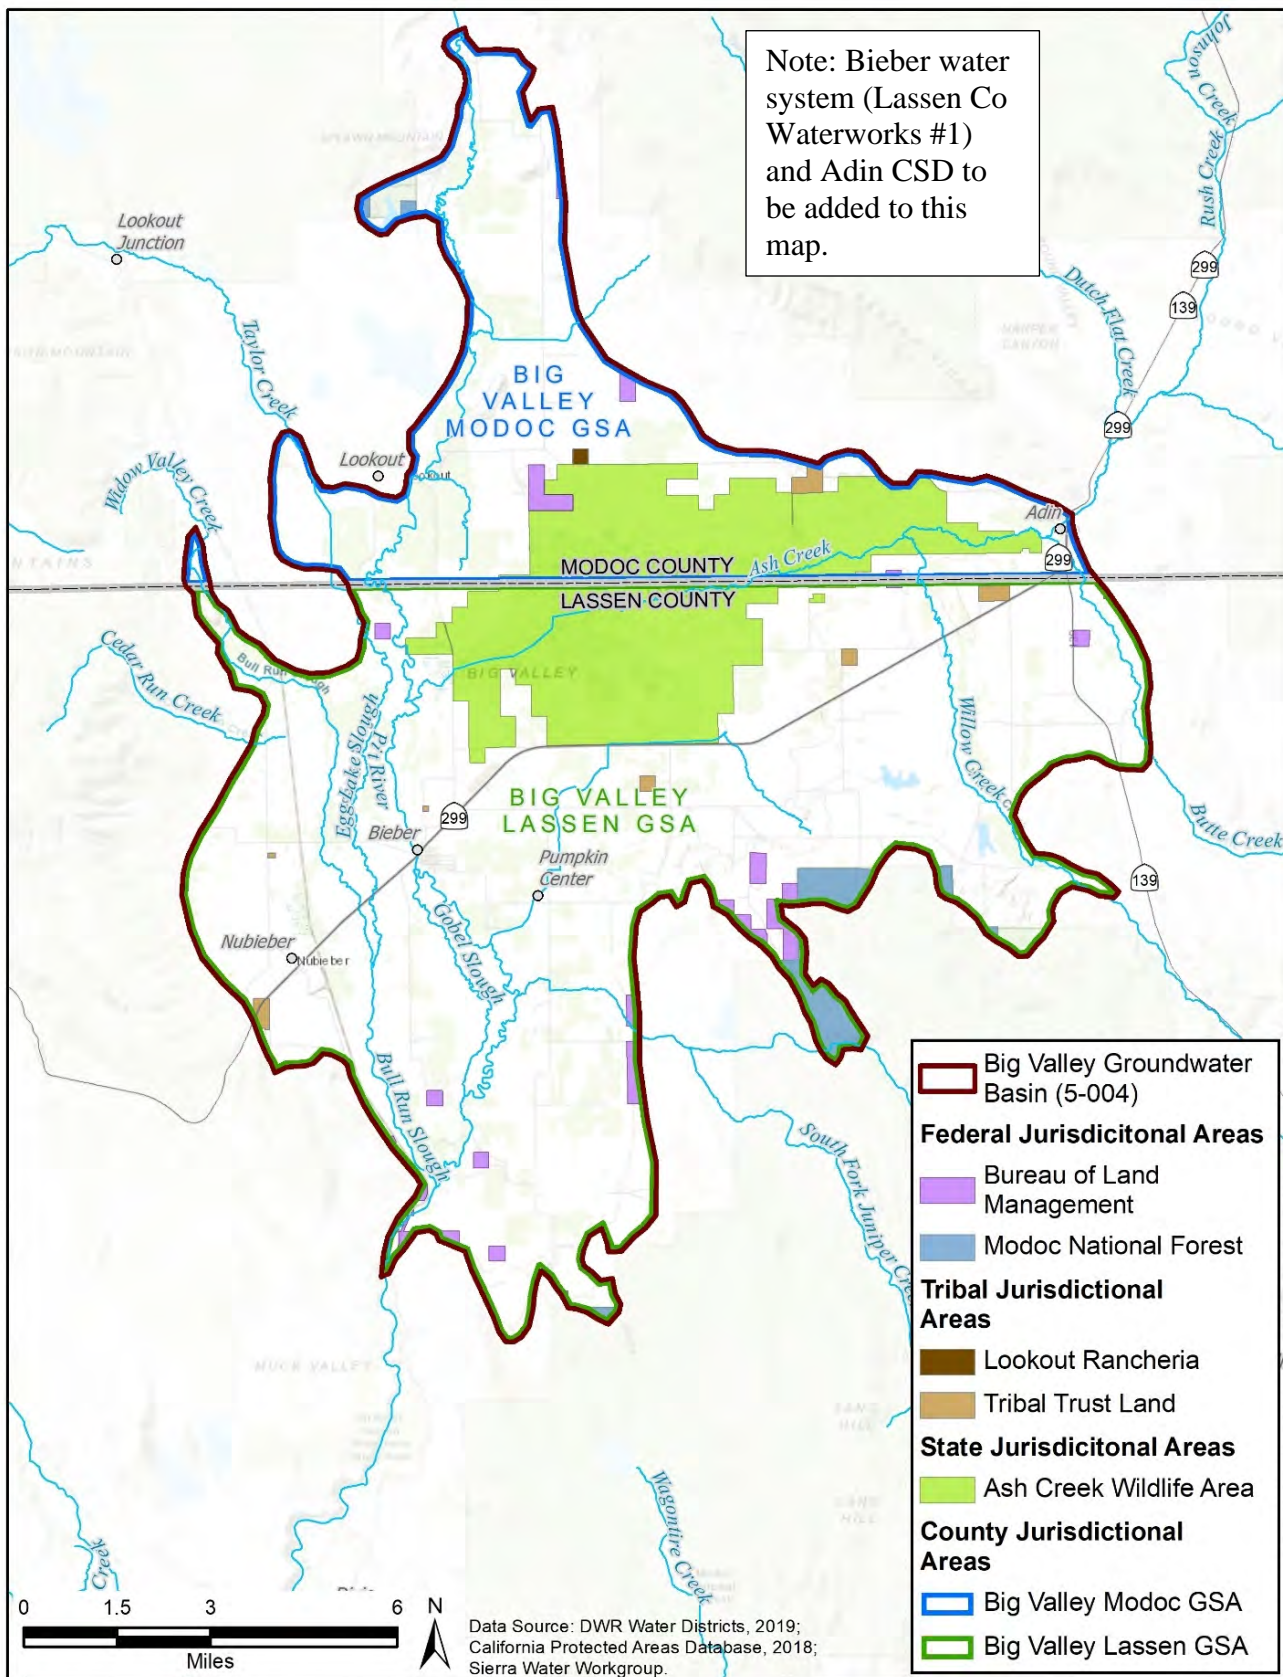 Note: Bieber water
system (Lassen Co
Waterworks #1)
and Adin CSD to
be added to this
map.
Johnson Creek
Rush Creek
299
139
Dutch Flat Creek
299
Lookout
Junction
Taylor Creek
BIG
VALLEY
MODOC GSA
Lookout
Widow Valley Creek
Adin
299
MODOC COUNTY
Ash Creek
LASSEN COUNTY
NTAINS
Cedar Run Creek
BIG VALLEY
Egg Lake Slough
Pit River
Willow Creek
BIG VALLEY
LASSEN GSA
299
Bieber
Pumpkin
Center
Butte Creek
139
Gobel Slough
Nubieber
Nubieber
Bull Run Slough
South Fork Juniper Cree
MUCK VALLEY
Wagontire Creek
Creek
Big Valley Groundwater
Basin (5-004)
Federal Jurisdicitonal Areas
Bureau of Land
Management
Modoc National Forest
Tribal Jurisdictional
Areas
Lookout Rancheria
Tribal Trust Land
State Jurisdicitonal Areas
Ash Creek Wildlife Area
County Jurisdictional
Areas
Big Valley Modoc GSA
Big Valley Lassen GSA
0 1.5 3 6
Miles
N
Data Source: DWR Water Districts, 2019;
California Protected Areas Database, 2018;
Sierra Water Workgroup.